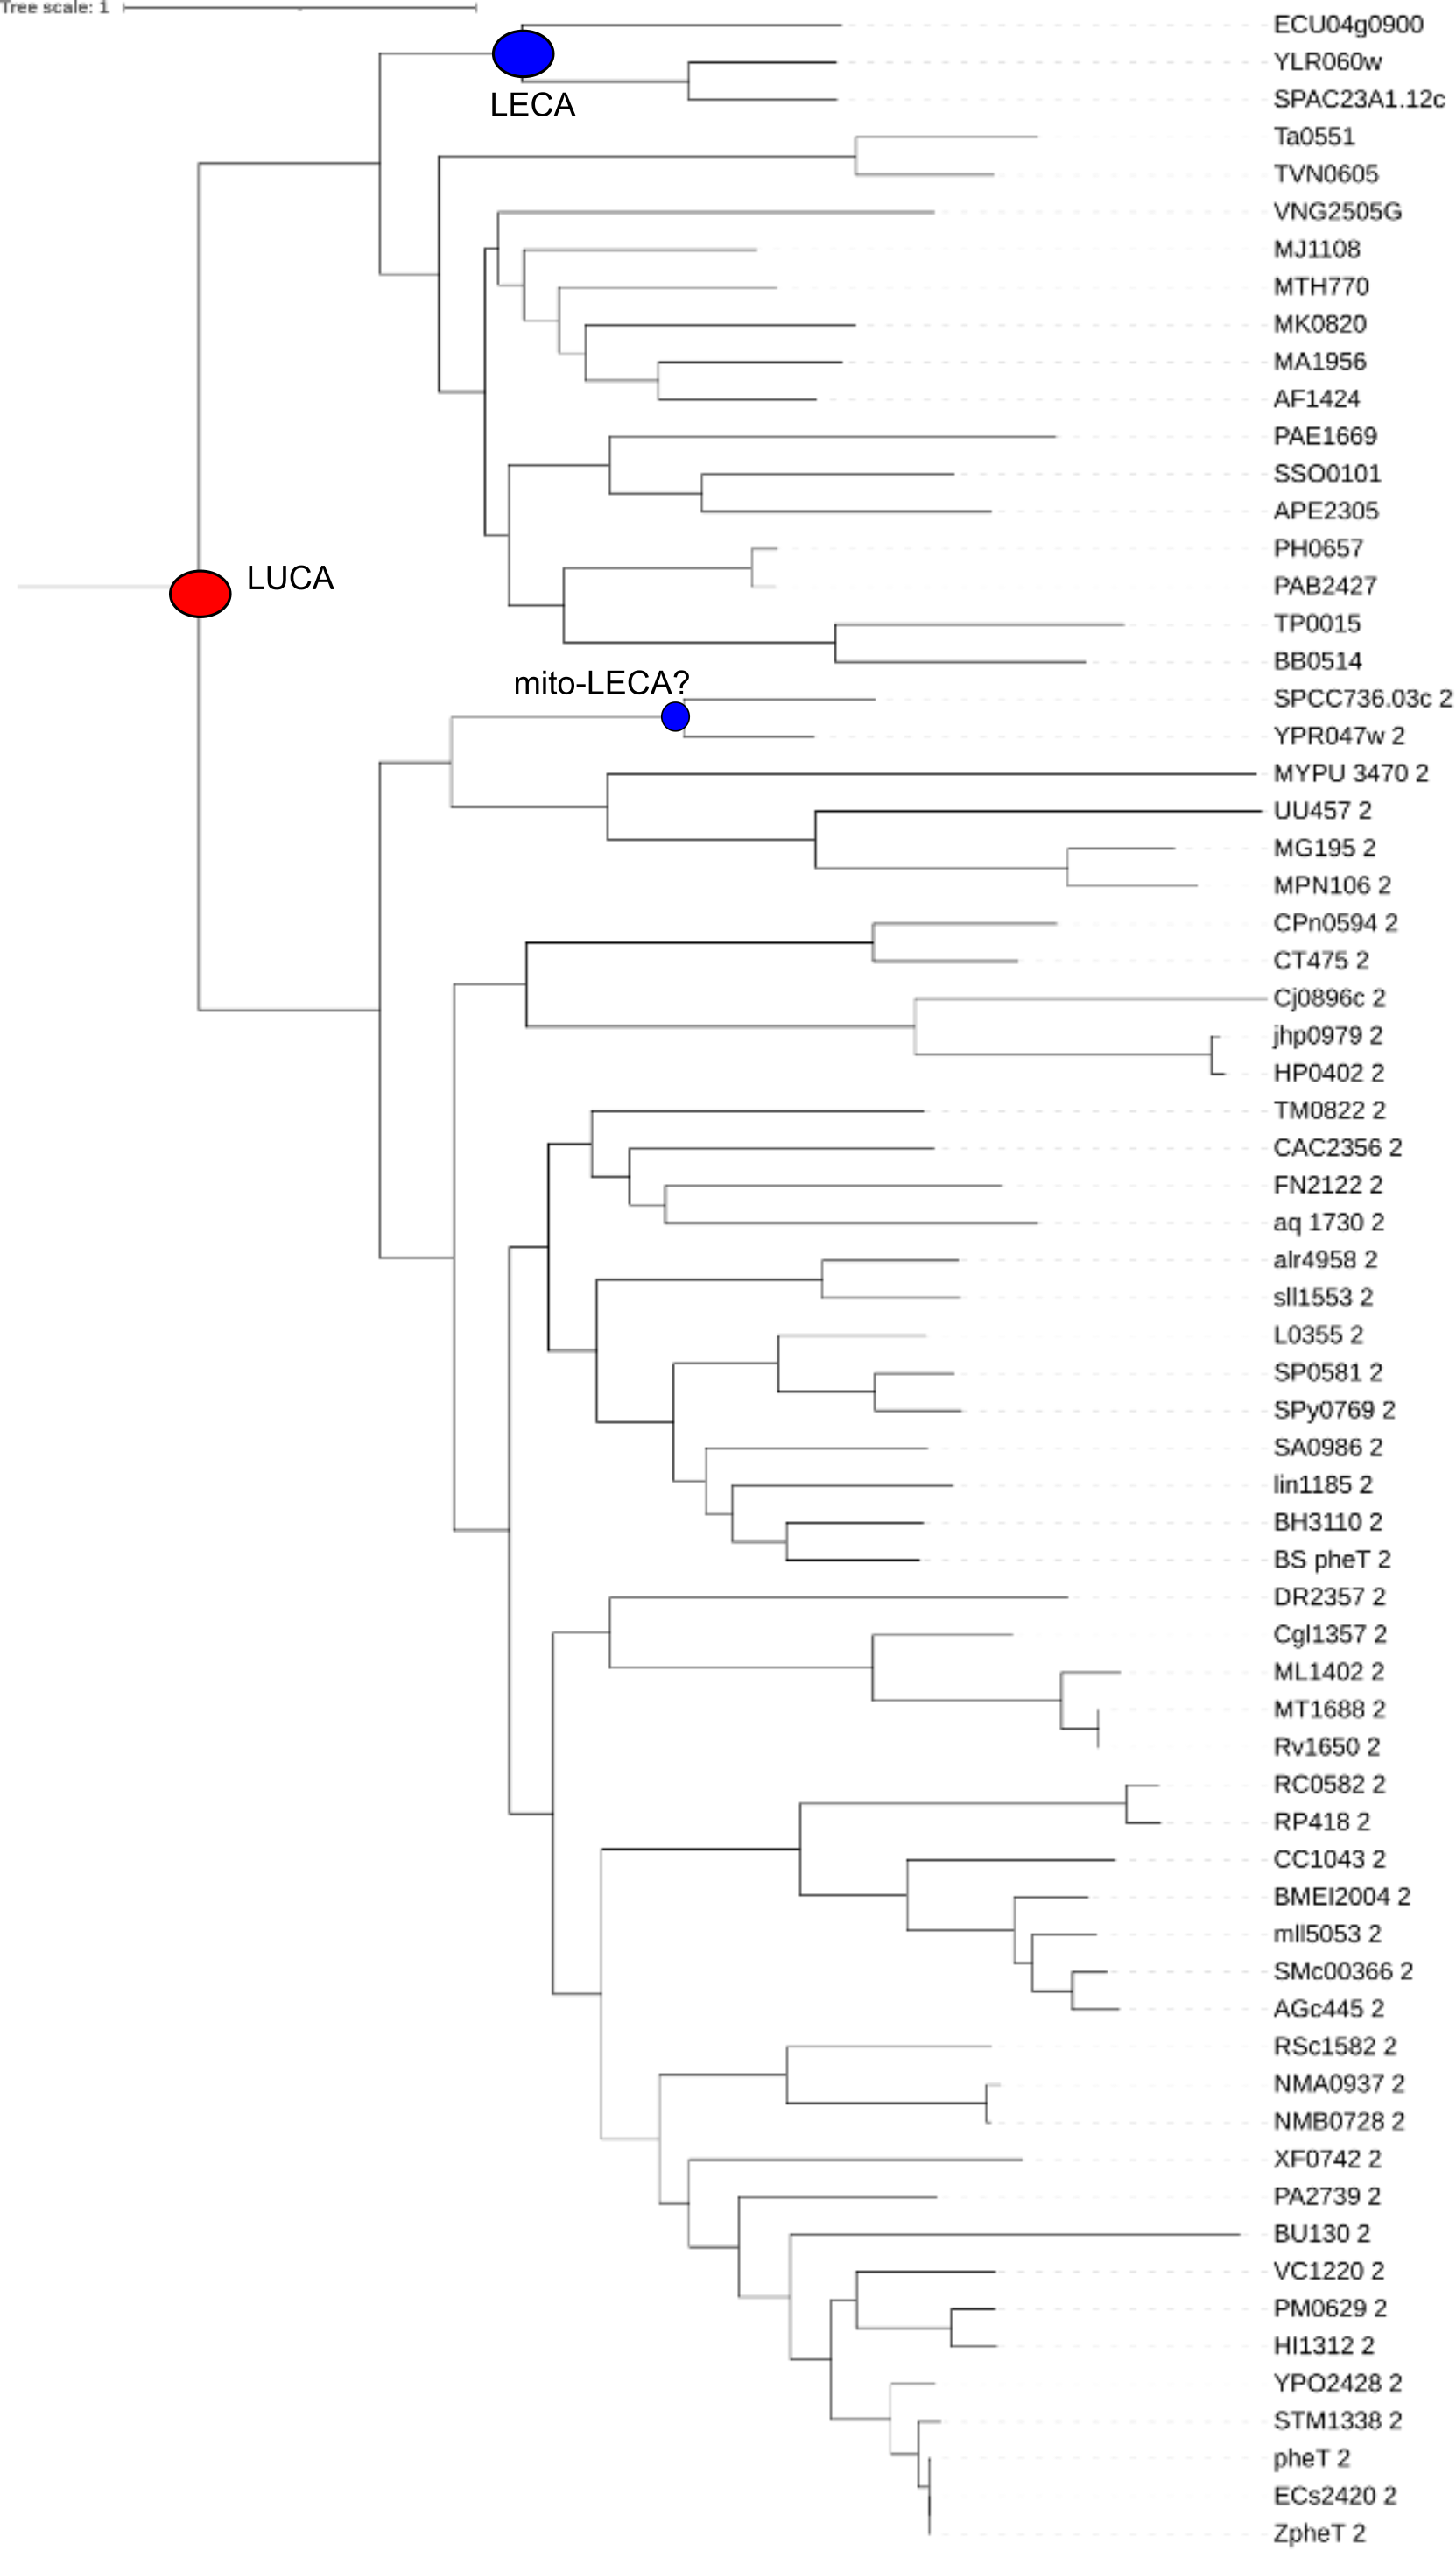 Tree scale: 1
ECU04g0900
YLR060w
LECA
SPAC23A1.12c
Ta0551
TVN0605
VNG2505G
MJ1108
MTH770
MK0820
MA1956
AF1424
PAE1669
SSO0101
APE2305
PH0657
LUCA
PAB2427
TP0015
BB0514
mito-LECA?
SPCC736.03c 2
YPR047w 2
MYPU 3470 2
UU457 2
MG195 2
MPN106 2
CPn0594 2
CT475 2
Cj0896c 2
jhp0979 2
HP0402 2
TM0822 2
CAC2356 2
FN2122 2
aq 1730 2
alr4958 2
sll1553 2
L0355 2
SP0581 2
SPy0769 2
SA0986 2
lin1185 2
BH3110 2
BS pheT 2
DR2357 2
Cgl1357 2
ML1402 2
MT1688 2
Rv1650 2
RC0582 2
RP418 2
CC1043 2
BMEI2004 2
mll5053 2
SMc00366 2
AGc445 2
RSc1582 2
NMA0937 2
NMB0728 2
XF0742 2
PA2739 2
BU130 2
VC1220 2
PM0629 2
HI1312 2
YPO2428 2
STM1338 2
pheT 2
ECs2420 2
ZpheT 2